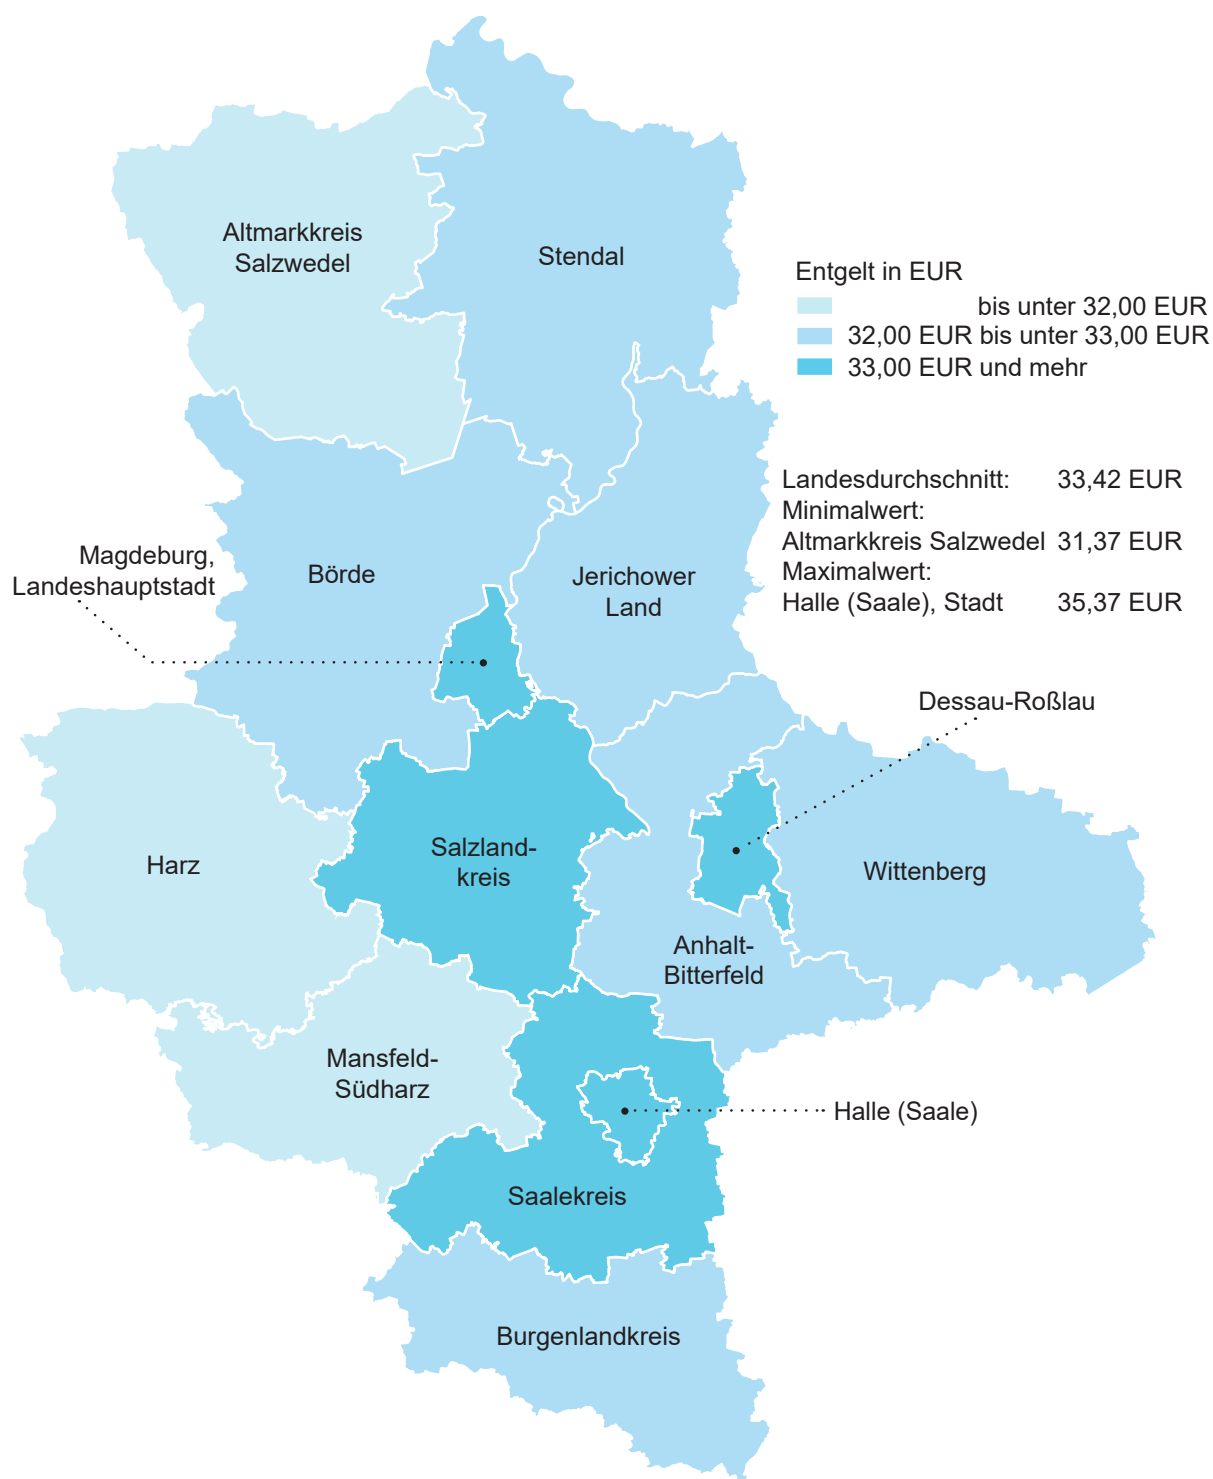 Altmarkkreis
Salzwedel
Stendal
Entgelt in EUR
bis unter 32,00 EUR
32,00 EUR bis unter 33,00 EUR
33,00 EUR und mehr
Landesdurchschnitt: 33,42 EUR
Minimalwert:
Altmarkkreis Salzwedel 31,37 EUR
Maximalwert:
Halle (Saale), Stadt 35,37 EUR
Magdeburg,
Landeshauptstadt
Börde
Jerichower
Land
Dessau-Roßlau
Harz
Salzland-
kreis
Wittenberg
Anhalt-
Bitterfeld
Mansfeld-
Südharz
Halle (Saale)
Saalekreis
Burgenlandkreis